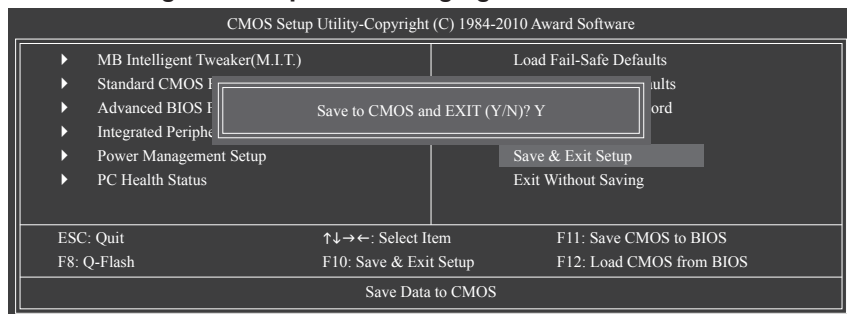 CMOS Setup Utility-Copyright (C) 1984-2010 Award Software
MB Intelligent Tweaker(M.I.T.)
Standard CMOS
Advanced BIOS
Integrated
Power Management Setup
PC Health Status
Load Fail-Safe Defaults
Save & Exit Setup
Exit Without Saving
Save to CMOS and EXIT (Y/N)? Y
ESC: Quit ↑↓→←: Select Item F11: Save CMOS to BIOS
F8: Q-Flash F10: Save & Exit Setup F12: Load CMOS from BIOS
Save Data to CMOS